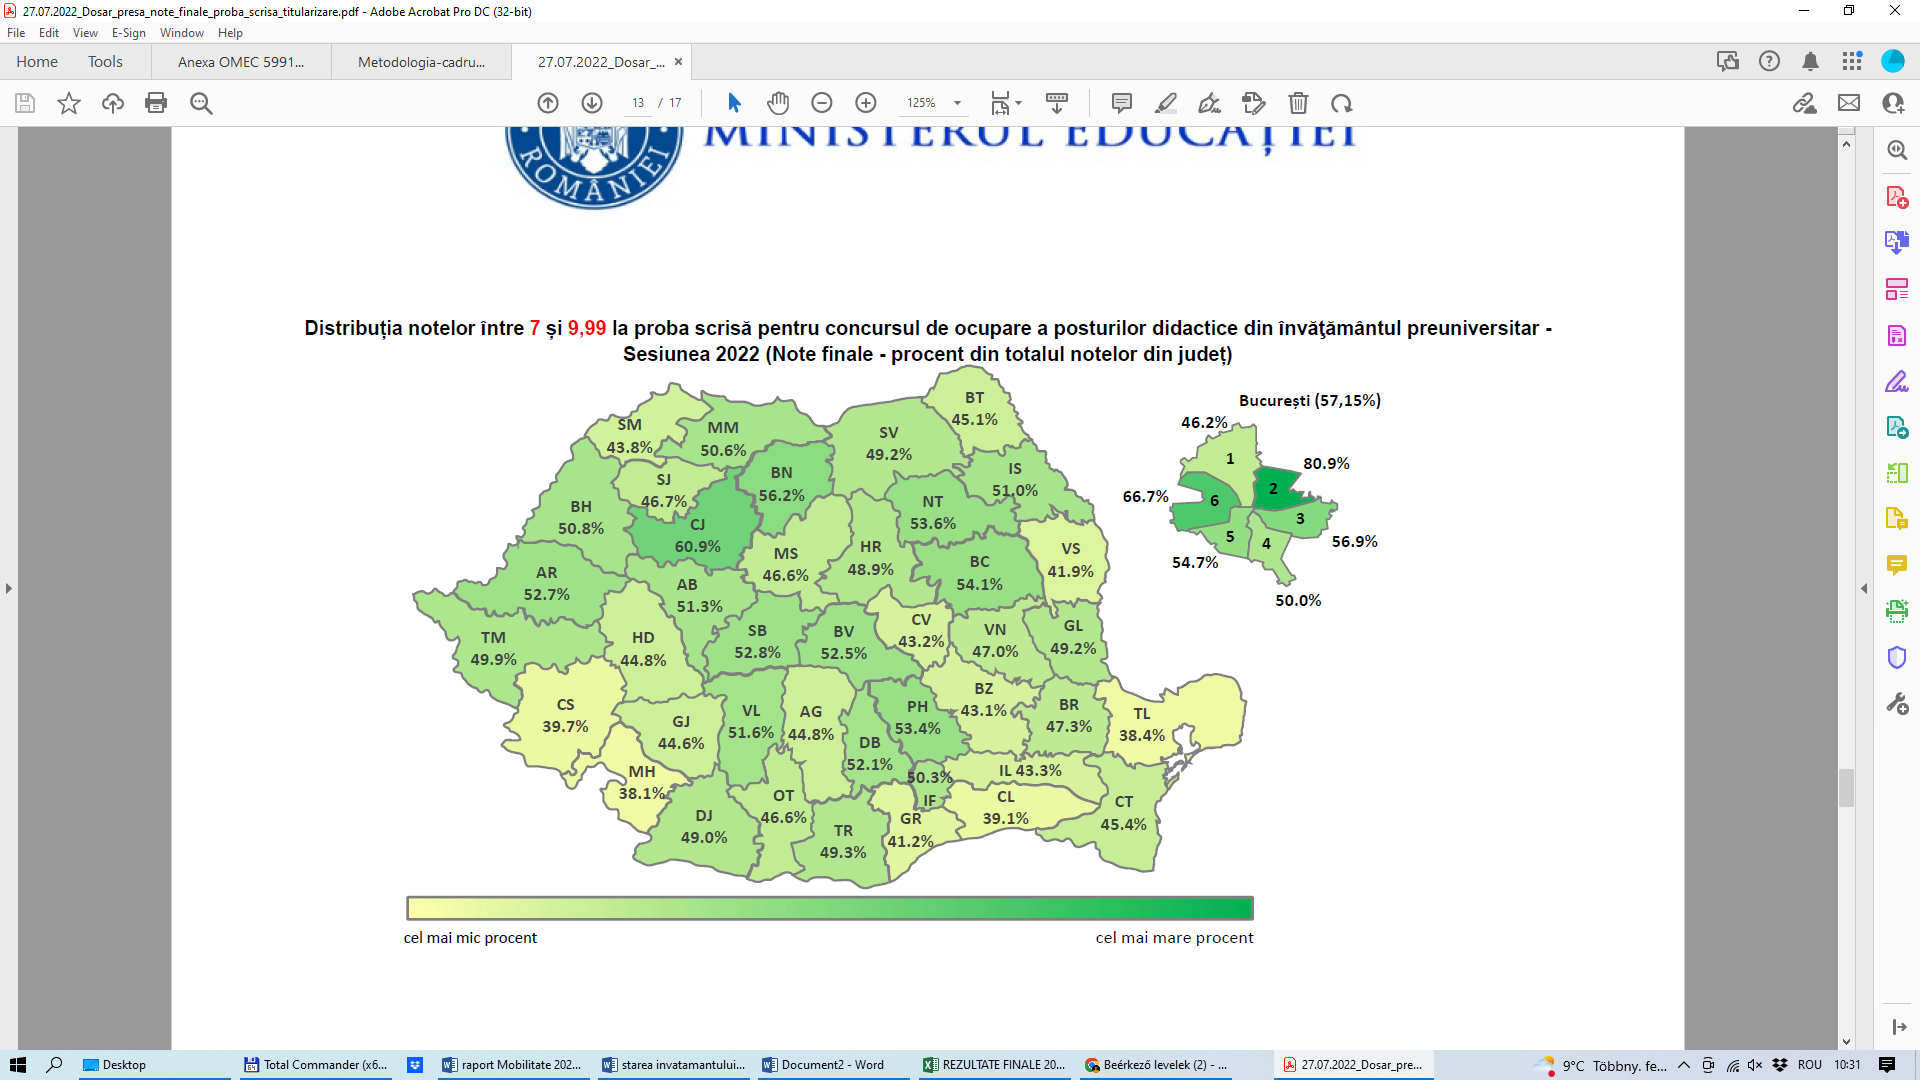 27.07.2022_Dosar_presa_note_finale_proba_scrisa_titularizare.pdf - Adobe Acrobat Pro DC (32-bit)
File Edit View E-Sign Window Help
Home Tools Anexa OMEC 5991... Metodologia-cadru... 27.07.2022_Dosar_... ×
13 / 17 125%
MINISTERUL EDUCAȚIEI
ROMÂNIEI
Distribuția notelor între 7 și 9,99 la proba scrisă pentru concursul de ocupare a posturilor didactice din învăţământul preuniversitar -
Sesiunea 2022 (Note finale - procent din totalul notelor din județ)
BT
45.1%
SM
43.8%
MM
50.6%
SV
49.2%
IS
51.0%
BN
56.2%
SJ
46.7%
NT
53.6%
BH
50.8%
CJ
60.9%
MS
46.6%
HR
48.9%
BC
54.1%
VS
41.9%
AR
52.7%
AB
51.3%
CV
43.2%
TM
49.9%
HD
44.8%
SB
52.8%
BV
52.5%
VN
47.0%
GL
49.2%
CS
39.7%
GJ
44.6%
VL
51.6%
AG
44.8%
PH
53.4%
BZ
43.1%
BR
47.3%
TL
38.4%
DB
52.1%
MH
38.1%
50.3%
IF
IL 43.3%
CL
39.1%
CT
45.4%
DJ
49.0%
OT
46.6%
TR
49.3%
GR
41.2%
București (57,15%)
46.2%
1
80.9%
2
66.7%
6
3
56.9%
5
54.7%
4
50.0%
cel mai mic procent
cel mai mare procent
Desktop Total Commander (x6... raport Mobilitate 202... starea invatamantului... Document2 - Word REZULTATE FINALE 20... Beérkező levelek (2) - ... 27.07.2022_Dosar_pre... 9°C Többny. fe... ROU 10:31